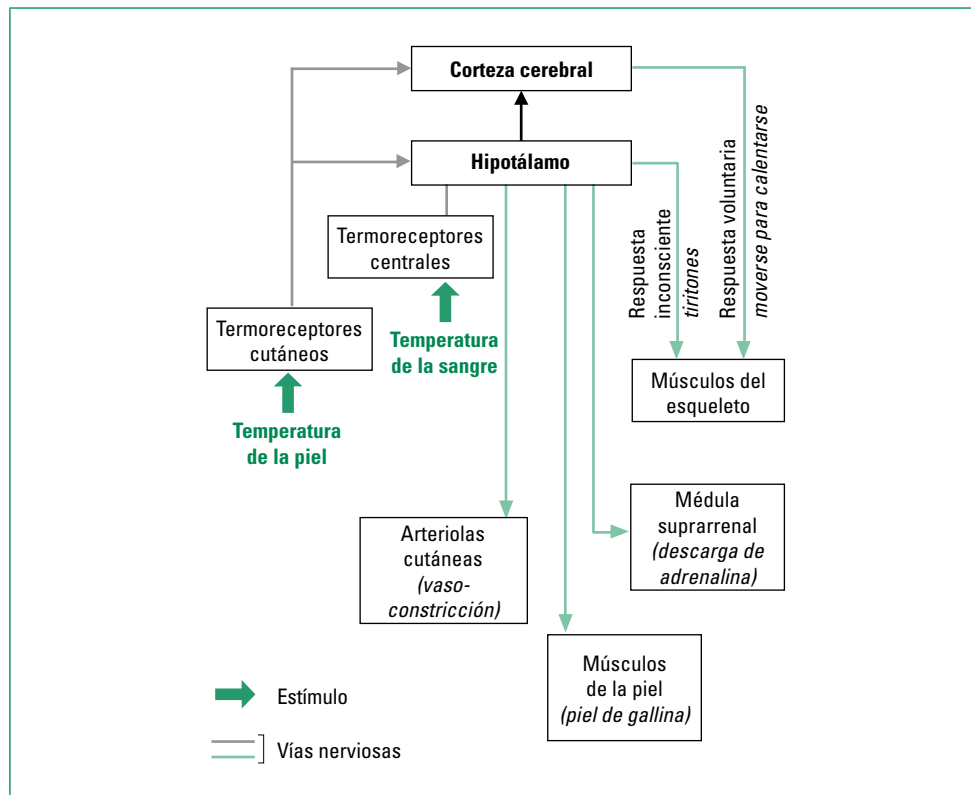 Corteza cerebral
Hipotálamo
Termoreceptores
centrales
Termoreceptores
cutáneos
Temperatura
de la sangre
Temperatura
de la piel
Respuesta
inconsciente
tiritones
Respuesta voluntaria
moverse para calentarse
Músculos del
esqueleto
Médula
suprarrenal
(descarga de
adrenalina)
Arteriolas
cutáneas
(vaso-
constricción)
Músculos
de la piel
(piel de gallina)
Estímulo
Vías nerviosas